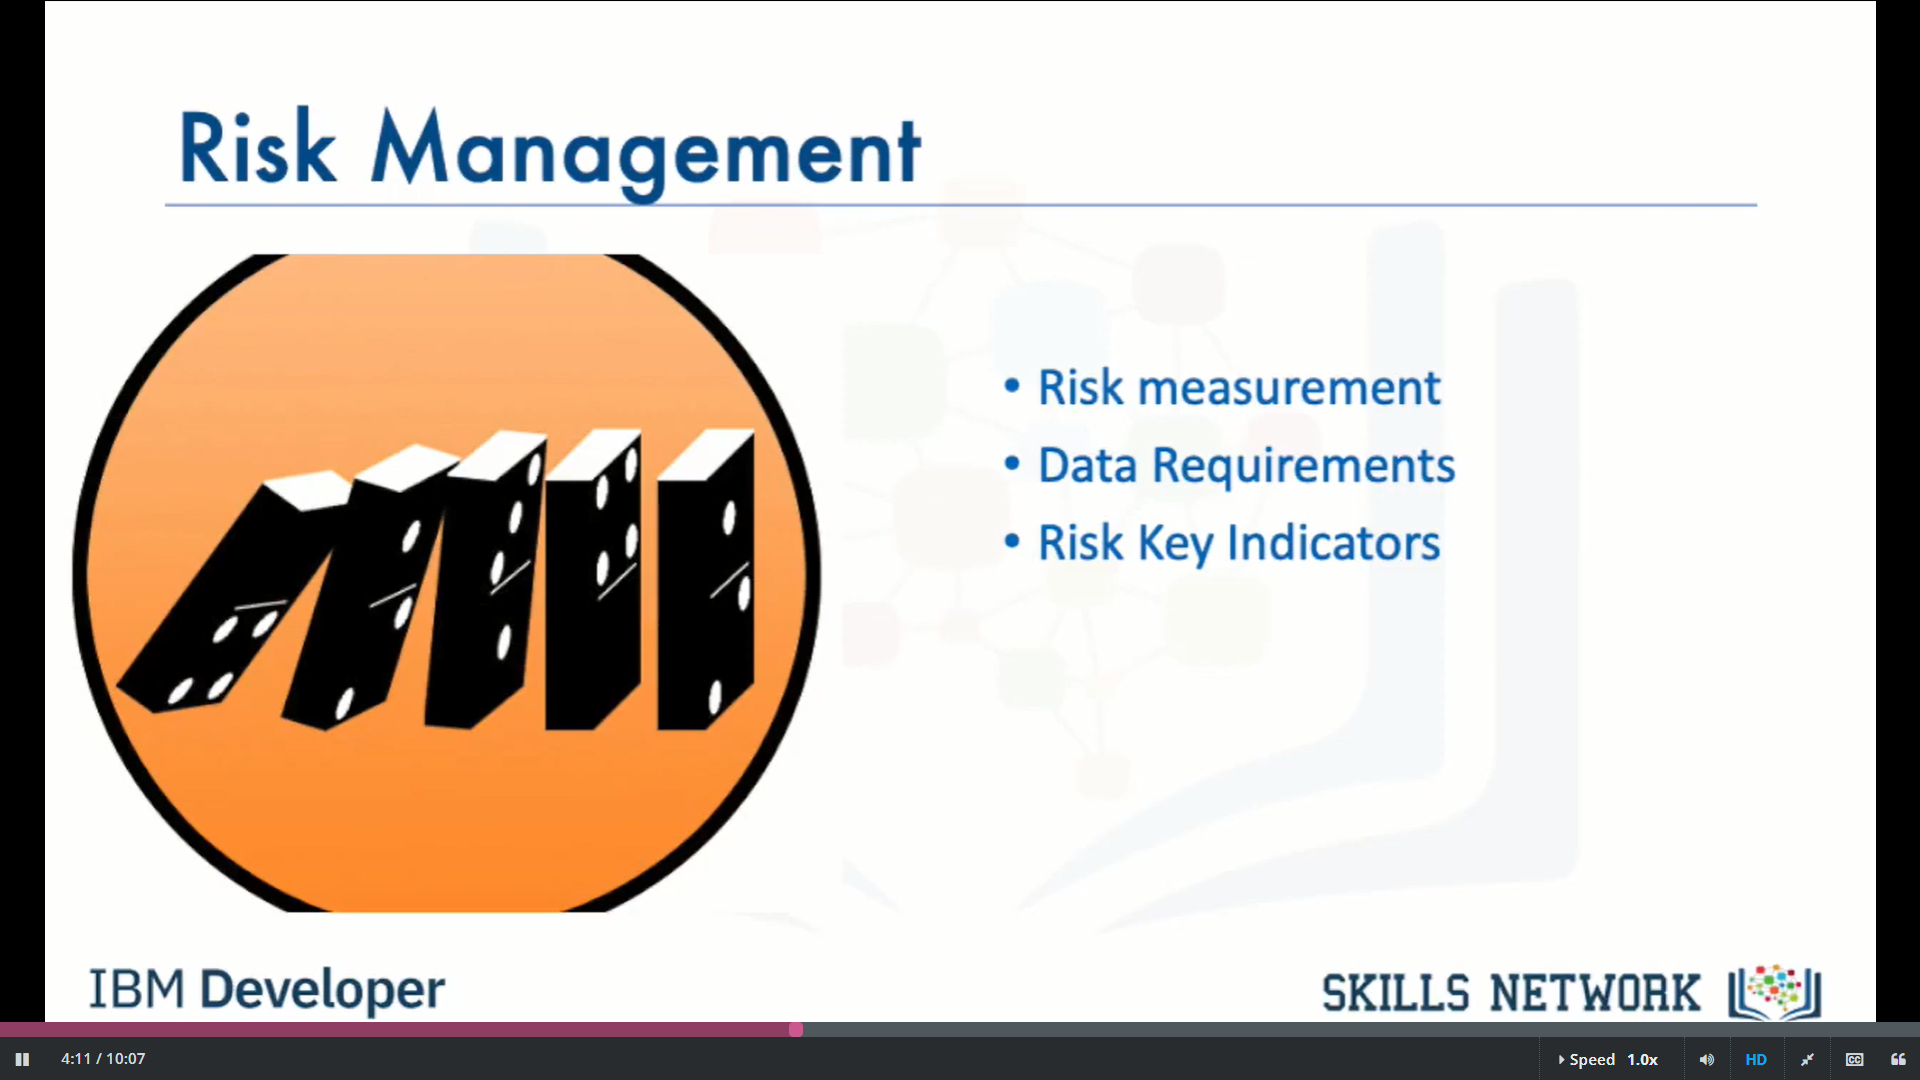 Risk Management
• Risk measurement
• Data Requirements
• Risk Key Indicators
IBM Developer
SKILLS NETWORK
4:11 / 10:07
Speed 1.0x
HD
CC